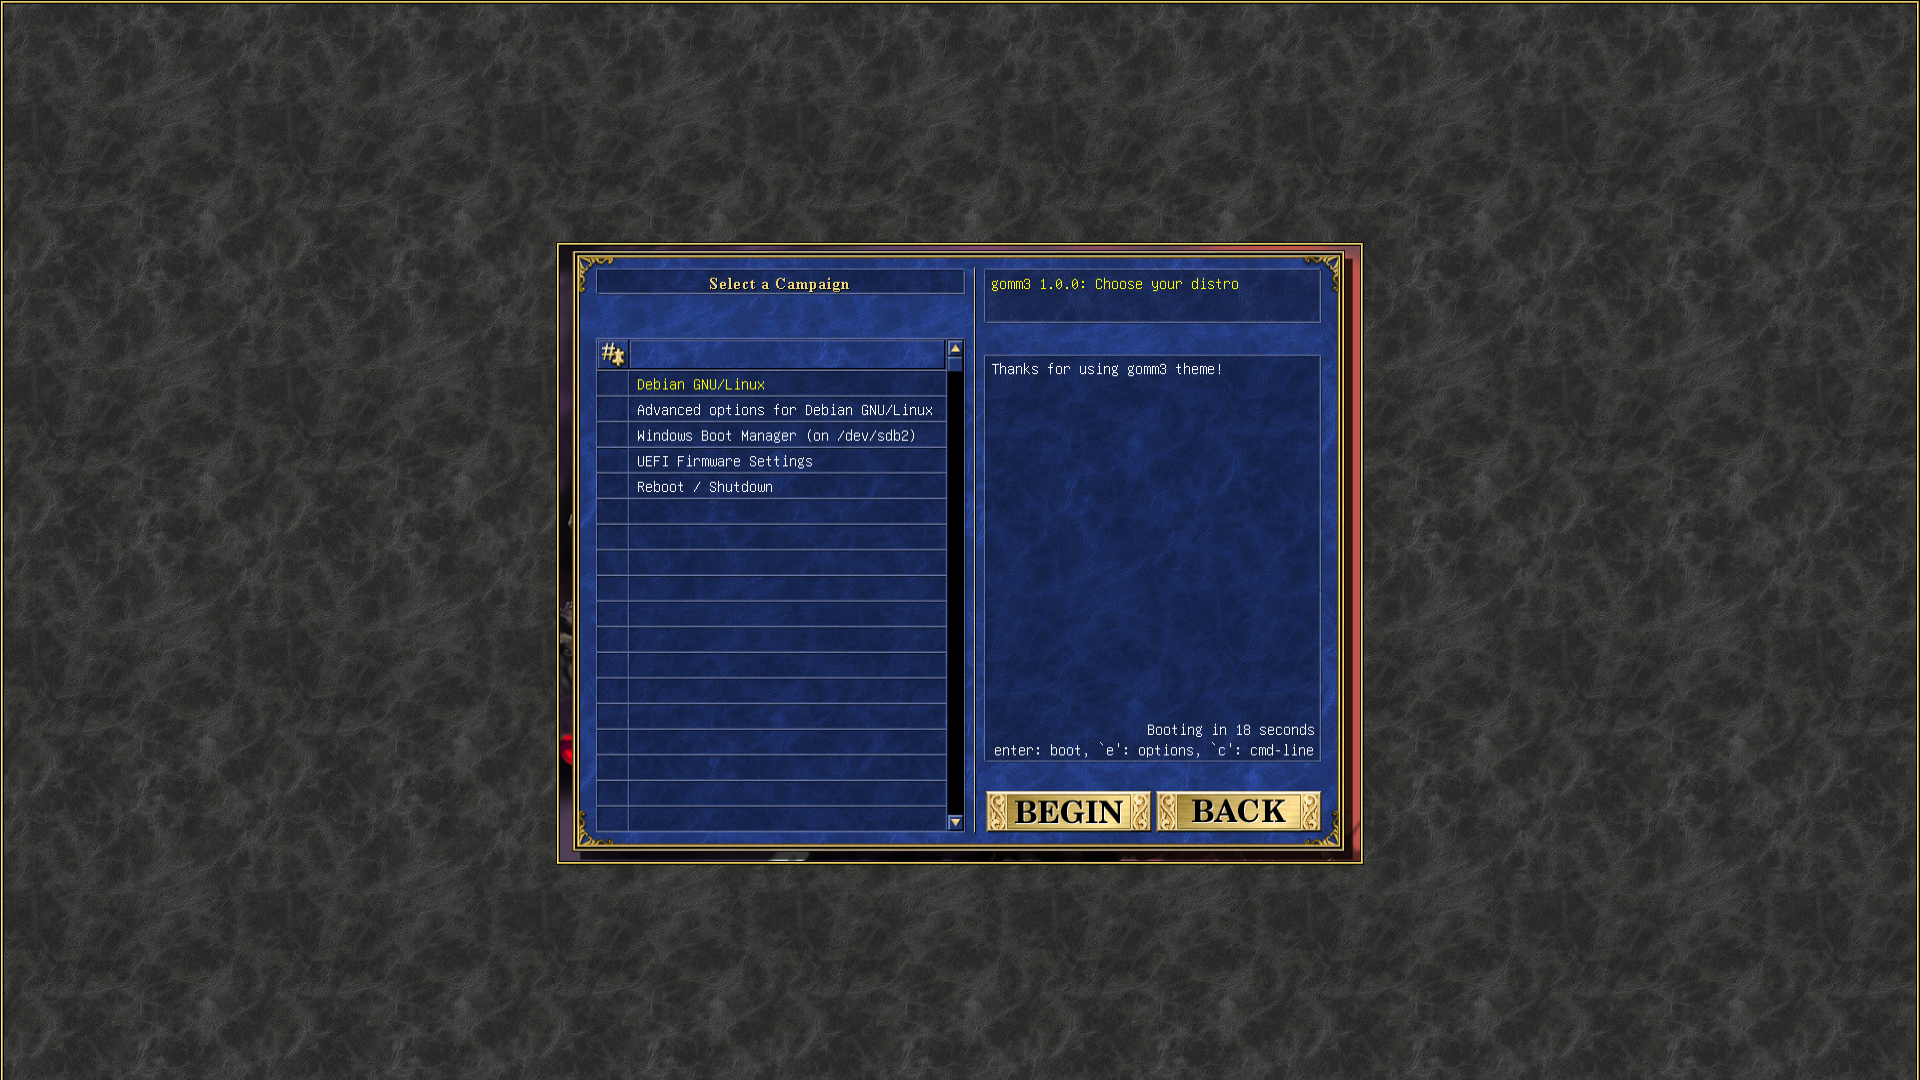 Select a Campaign
#
Debian GNU/Linux
Advanced options for Debian GNU/Linux
Windows Boot Manager (on /dev/sdb2)
UEFI Firmware Settings
Reboot / Shutdown
gomm3 1.0.0: Choose your distro
Thanks for using gomm3 theme!
Booting in 18 seconds
enter: boot, `e': options, `c': cmd-line
BEGIN
BACK